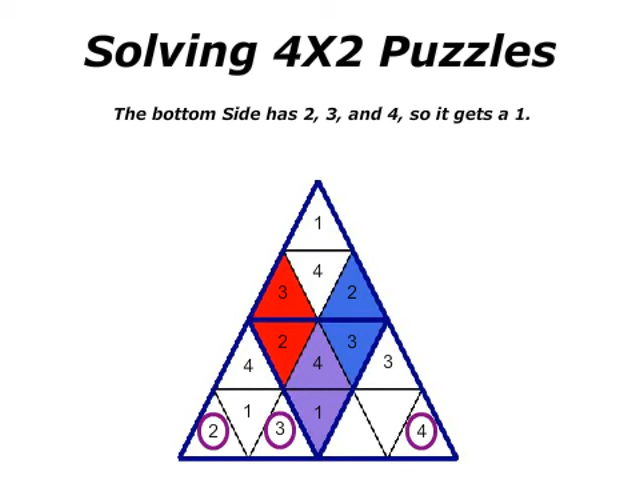 Solving 4X2 Puzzles
The bottom Side has 2, 3, and 4, so it gets a 1.
1
4
3 2
2 3
4 4 3
1 1
2 3 4